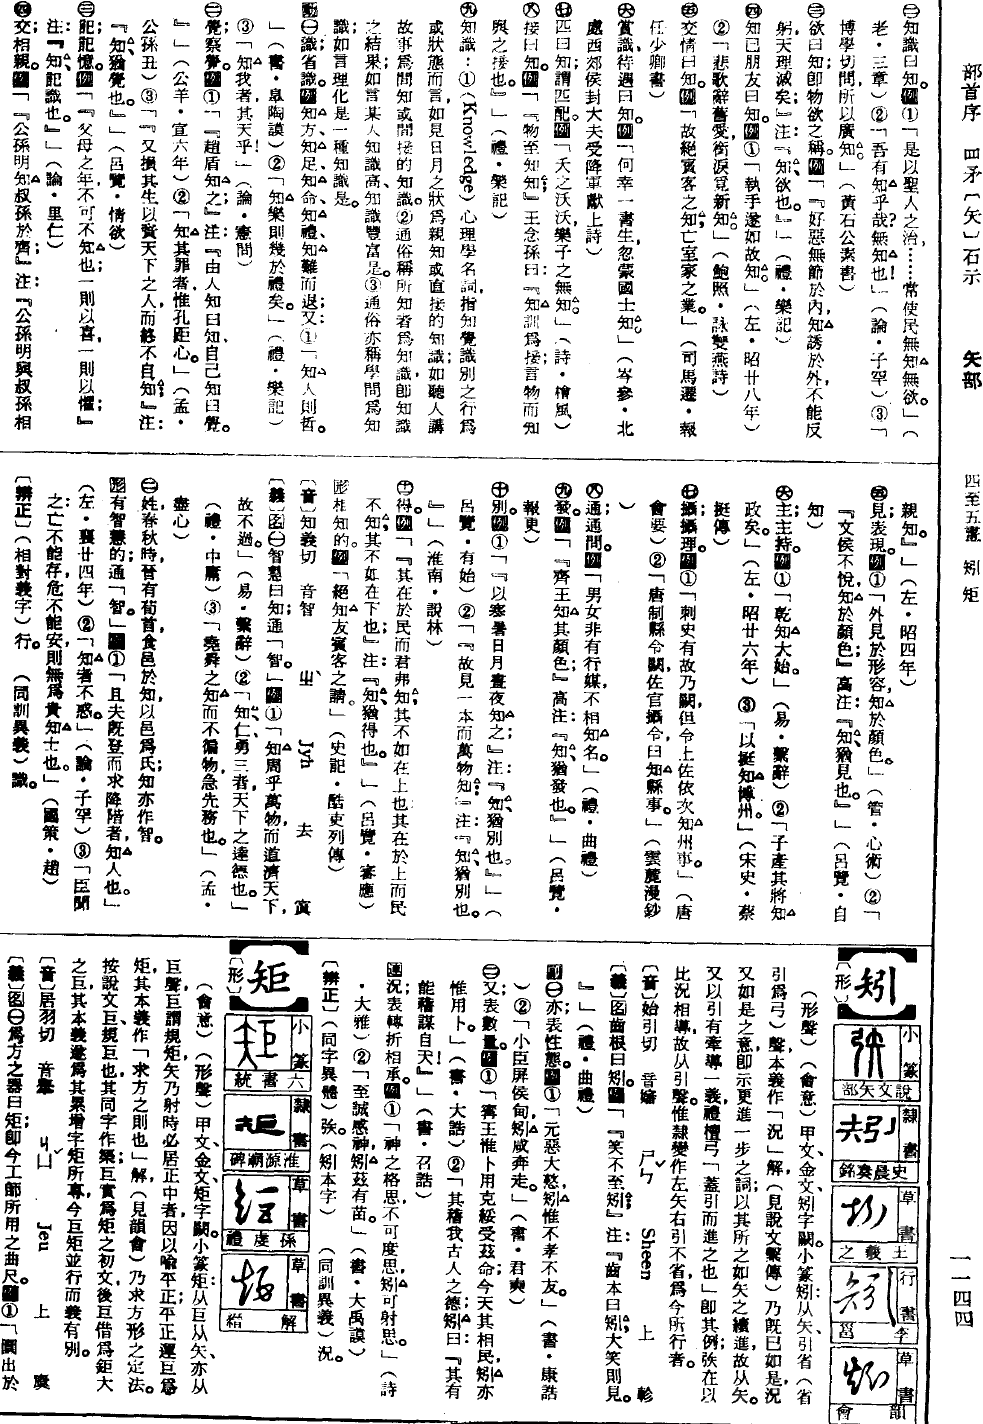 部首序　四矛（矢）石示　矢部　四至五畫　矧　矩　一一四四
㊁知識曰知。例①「是以聖人之治，……常使民無知無欲。」（
老‧三章）②「吾有知乎哉？無知也！」（論‧子罕）③「
博學切問，所以廣知。」（黃石公素書）
㊂欲曰知；卽物欲之稱。例「好惡無節於內，知誘於外，不能反
躬，天理滅矣。』注：『知，欲也。』」（禮‧樂記）
㊃知已朋友曰知。例①「執手遂如故知。」（左‧昭廿八年）
②「悲歌辭舊愛，銜淚覓新知。」（鮑照‧詠雙燕詩）
㊄交情曰知。例「故絕賓客之知，亡室家之業。」（司馬遷‧報
任少卿書）
㊅賞識待遇曰知。例「何幸一書生，忽蒙國士知。」（岑參‧北
庭西郊侯封大夫受降軍獻上詩）
㊆匹曰知；謂匹配。例「夭之沃沃，樂子之無知。」（詩‧檜風）
㊇接曰知。例「『物至知知。』王念孫曰：『知訓爲接；言物而知
與之接也。』」（禮‧樂記）
㊈知識：①（Knowledge）心理學名詞，指知覺識別之行爲
或狀態而言；如見日月之狀爲親知或直接的知識；如聽人講
故事爲聞知或間接的知識。②通俗稱所知者爲知識，卽知識
之結果；如言某人知識高，知識豐富是。③通俗亦稱學問爲知
識；如言理化是一種知識是。
動㊀識；省識。例知方，知足，知命，知禮，知難而退；又：①「知人則哲。
」（書‧皋陶謨）②「知樂則幾於禮矣。」（禮‧樂記）
③「知我者其天乎！」（論‧憲問）
㊁覺；察覺。例①「『趙盾知之。』注：『由人知曰知，自己知曰覺。
』」（公羊‧宣六年）②「知其罪者，惟孔距心。」（孟‧
公孫丑）③「『又損其生以資天下之人，而終不自知。』注：
『知，猶覺也。』」（呂覽‧情欲）
㊂記；記憶。例「『父母之年，不可不知也；一則以喜，一則以懼。』
注：『知，記識也。』」（論‧里仁）
㊃交；相親。例「『公孫明知叔孫於齊。』注：『公孫明與叔孫相
親知。』」（左‧昭四年）
㊄見；表現。例①「外見於形容，知於顏色。」（管‧心術）②「
『文侯不悅，知於顏色。』高注：『知，猶見也。』」（呂覽‧自
知）
㊅主；主持。例①「乾知大始。」（易‧繫辭）②「子產其將知
政矣。」（左‧昭廿六年）③「以挺知博州。」（宋史‧蔡
挺傳）
㊆攝；攝理。例①「刺史有故乃闕，但令上佐依次知州事。」（唐
會要）②「唐制縣令闕，佐官攝令曰知縣事。」（雲麓漫鈔
）
㊇通；通問。例「男女非有行媒，不相知名。」（禮‧曲禮）
㊈發。例「『齊王知其顏色。』高注：『知，猶發也。』」（呂覽‧
報更）
㊉別。例①「『以寒暑日月晝夜知之。』注：『知，猶別也。』」（
呂覽‧有始）②「『故見一本而萬物知。』注：『知，猶別也。
』」（淮南‧說林）
⑪得。例「『其在於民而君弗知，其不如在上也；其在於上而民
不知，其不如在下也。』注：『知，猶得也。』」（呂覽‧審應）
形相知的。例「絕知友賓客之請。」（史記‧酷吏列傳）
〔音〕知義切　音智　ㄓˋ　Jyh　去　寘
〔義〕名㊀智慧曰知；通「智。」例①「知周乎萬物而道濟天下，
故不過。」（易‧繫辭）②「知、仁、勇三者，天下之達德也。」
（禮‧中庸）③「堯舜之知而不徧物，急先務也。」（孟‧
盡心）
㊁姓。春秋時，晉有荀首，食邑於知，以邑爲氏；知亦作智。
形有智慧的；通「智。」例①「且夫旣登而求降階者，知人也。」
（左‧襄廿四年）②「知者不惑。」（論‧子罕）③「臣聞
之：亡不能存，危不能安，則無爲貴知士也。」（國策‧趙）
〔辨正〕（相對義字）行。　（同訓異義）識。
矧
〔形〕
小篆　說文矢部
隸書　史晨奏銘
草書　王羲之
行書　李邕
草書　韻會
（形聲）（會意）甲文、金文矧字闕。小篆矧：从矢，引省（省
引爲弓）聲，本義作「況」解，（見說文繫傳）乃旣已如是，況
又如是之意，卽示更進一步之詞；以其所之如矢之續進，故从矢。
又以引有牽導一義，禮檀弓「蓋引而進之也」卽其例；矤在以
此況相導，故从引聲；惟隸變作左矢右引不省爲今所行者。
〔音〕始引切　音嬸　ㄕㄣˇ　Sheen　上　軫
〔義〕名齒根曰矧。例「『笑不至矧。』注：『齒本曰矧，大笑則見。
』」（禮‧曲禮）
副㊀亦；表性態。例①「元惡大憝，矧惟不孝不友。」（書‧康誥
）②「小臣屏侯甸，矧咸奔走。」（書‧君奭）
㊁又；表數量。例①「寗王惟卜用，克綏受茲命，今天其相民，矧亦
惟用卜。」（書‧大誥）②「其稽我古人之德，矧曰：『其有
能稽謀自天。』」（書‧召誥）
連況；表轉折相承。例①「神之格思，不可度思，矧可射思。」（詩
‧大雅）②「至諴感神，矧茲有苗。」（書‧大禹謨）
〔辨正〕（同字異體）矤。（矧本字）　（同訓異義）況。
矩
〔形〕
小篆　六書統
隸書　淮源廟碑
草書　孫虔禮
草書　解縉
（會意）（形聲）甲文、金文矩字闕。小篆矩：从巨从矢，亦从
巨聲，巨謂規矩，矢乃射時必居正中者，因以喻平正，平正運巨爲
矩，其本義作「求方之則也」解，（見韻會）乃求方形之定法。
按說文巨，規巨也，其同字作榘，巨實爲矩之初文，後巨借爲鉅大
之巨，其本義遂爲其累增字矩所專，今巨、矩並行而義有別。
〔音〕居羽切　音舉　ㄐㄩˇ　Jeu　上　麌
〔義〕名㊀爲方之器曰矩；卽今工師所用之曲尺。例①「圜出於